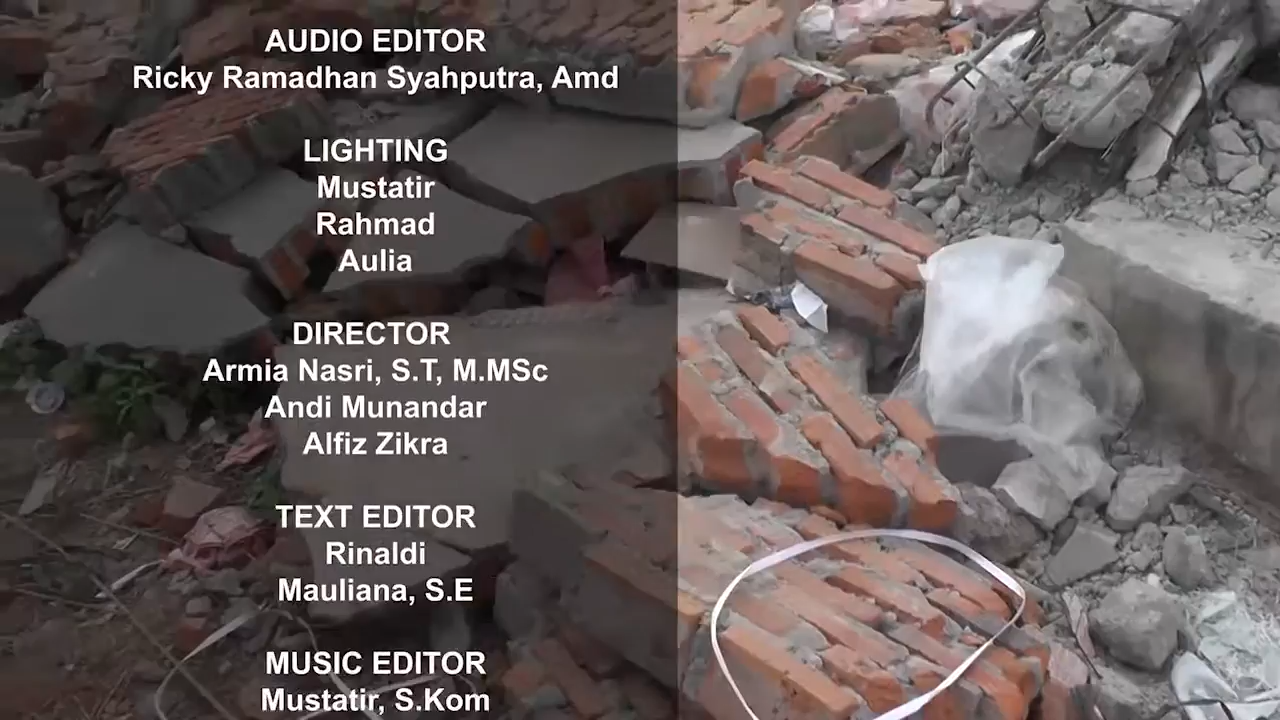 AUDIO EDITOR
Ricky Ramadhan Syahputra, Amd
LIGHTING
Mustatir
Rahmad
Aulia
DIRECTOR
Armia Nasri, S.T, M.MSc
Andi Munandar
Alfiz Zikra
TEXT EDITOR
Rinaldi
Mauliana, S.E
MUSIC EDITOR
Mustatir, S.Kom